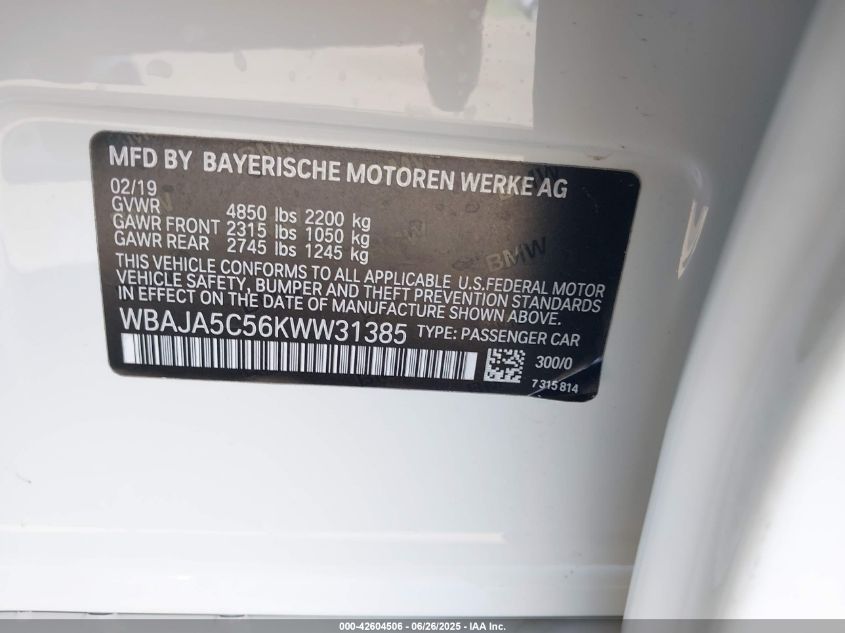 MFD BY BAYERISCHE MOTOREN WERKE AG
02/19
GVWR 4850 lbs 2200 kg
GAWR FRONT 2315 lbs 1050 kg
GAWR REAR 2745 lbs 1245 kg
THIS VEHICLE CONFORMS TO ALL APPLICABLE U.S.FEDERAL MOTOR
VEHICLE SAFETY, BUMPER AND THEFT PREVENTION STANDARDS
IN EFFECT ON THE DATE OF MANUFACTURE SHOWN ABOVE.
WBAJA5C56KWW31385 TYPE: PASSENGER CAR
300/0
7 315 814
BMW
000-42604506 - 06/26/2025 - IAA Inc.